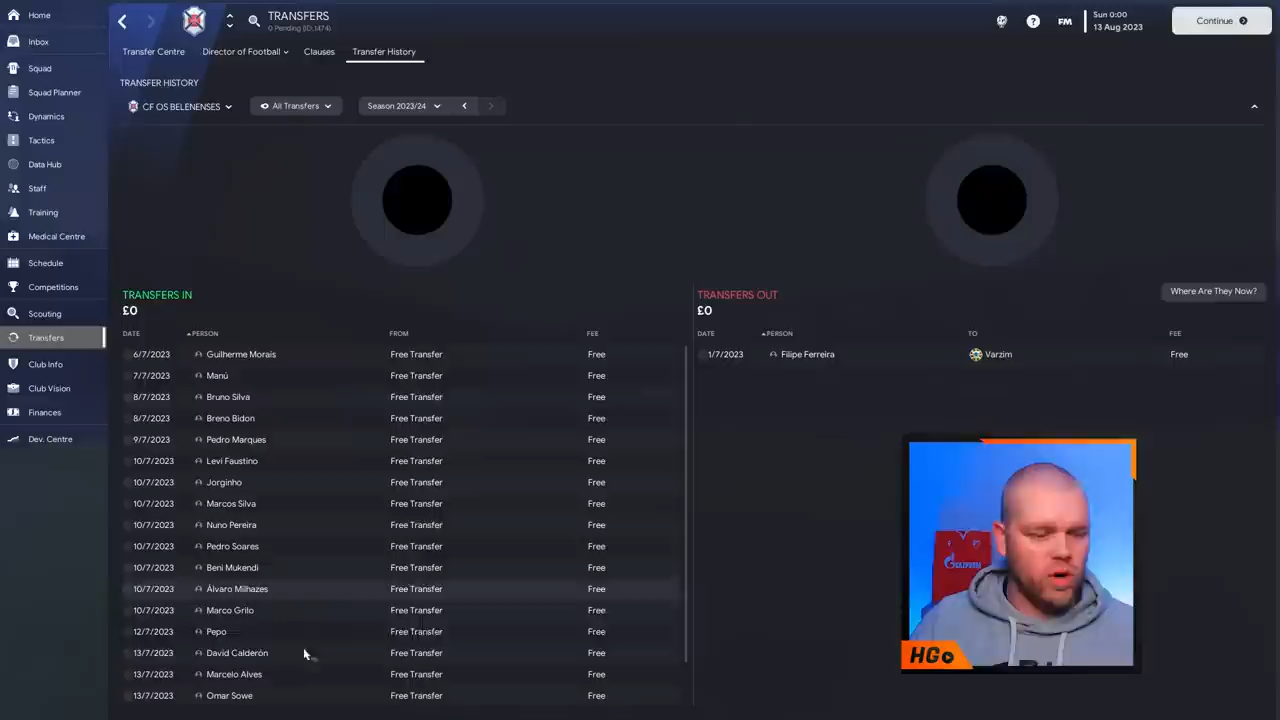 Home
Inbox
Squad
Squad Planner
Dynamics
Tactics
Data Hub
Staff
Training
Medical Centre
Schedule
Competitions
Scouting
Transfers
Club Info
Club Vision
Finances
Dev. Centre
TRANSFERS
0 Pending (ID:1474)
FM
Sun 0:00
13 Aug 2023
Continue
Transfer Centre Director of Football Clauses Transfer History
TRANSFER HISTORY
CF OS BELENENSES All Transfers Season 2023/24
TRANSFERS IN
£0
DATE PERSON FROM FEE
6/7/2023 Guilherme Morais Free Transfer Free
7/7/2023 Manú Free Transfer Free
8/7/2023 Bruno Silva Free Transfer Free
8/7/2023 Breno Bidon Free Transfer Free
9/7/2023 Pedro Marques Free Transfer Free
10/7/2023 Levi Faustino Free Transfer Free
10/7/2023 Jorginho Free Transfer Free
10/7/2023 Marcos Silva Free Transfer Free
10/7/2023 Nuno Pereira Free Transfer Free
10/7/2023 Pedro Soares Free Transfer Free
10/7/2023 Beni Mukendi Free Transfer Free
10/7/2023 Álvaro Milhazes Free Transfer Free
10/7/2023 Marco Grilo Free Transfer Free
12/7/2023 Pepo Free Transfer Free
13/7/2023 David Calderón Free Transfer Free
13/7/2023 Marcelo Alves Free Transfer Free
13/7/2023 Omar Sowe Free Transfer Free
TRANSFERS OUT
£0
Where Are They Now?
DATE PERSON TO FEE
1/7/2023 Filipe Ferreira Varzim Free
GAZPROM
HGo